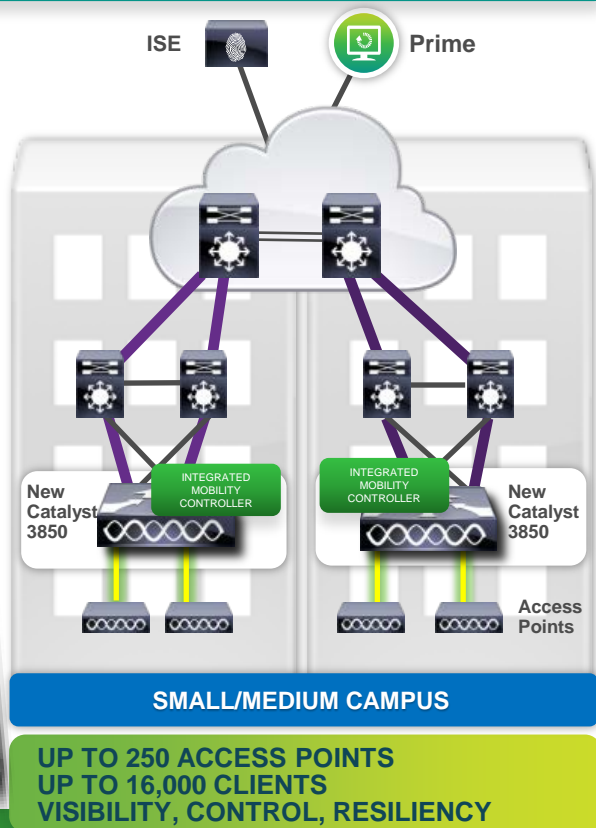 ISE
Prime
INTEGRATED
MOBILITY
CONTROLLER
INTEGRATED
MOBILITY
CONTROLLER
New
Catalyst
3850
New
Catalyst
3850
Access
Points
SMALL/MEDIUM CAMPUS
UP TO 250 ACCESS POINTS
UP TO 16,000 CLIENTS
VISIBILITY, CONTROL, RESILIENCY